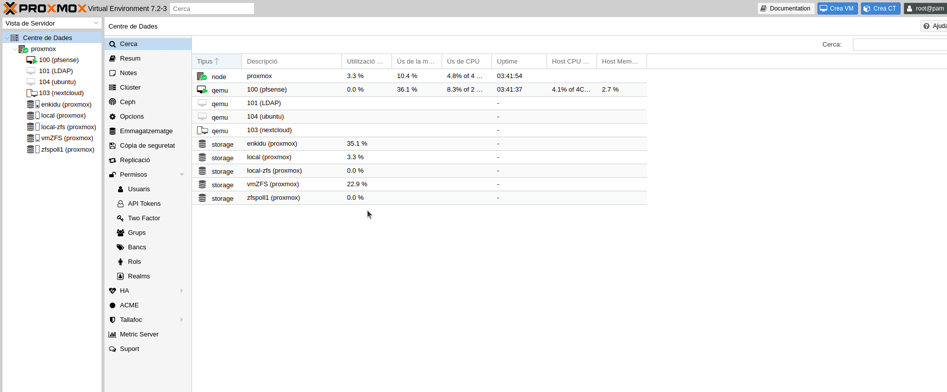 PROXMOX Virtual Environment 7.2-3 Cerca Documentation Crea VM Crea CT root@pam
Vista de Servidor
Centre de Dades
proxmox
100 (pfsense)
101 (LDAP)
104 (ubuntu)
103 (nextcloud)
enkidu (proxmox)
local (proxmox)
local-zfs (proxmox)
vmZFS (proxmox)
zfspoll1 (proxmox)
Centre de Dades Ajuda
Cerca
Resum
Notes
Clúster
Ceph
Opcions
Emmagatzematge
Còpia de seguretat
Replicació
Permisos
Usuaris
API Tokens
Two Factor
Grups
Bancs
Rols
Realms
HA
ACME
Tallafoc
Metric Server
Suport
Cerca:
Tipus Descripció Utilització ... Ús de la m... Ús de CPU Uptime Host CPU ... Host Mem...
node proxmox 3.3 % 10.4 % 4.8% of 4 ... 03:41:54
qemu 100 (pfsense) 0.0 % 36.1 % 8.3% of 2 ... 03:41:37 4.1% of 4C... 2.7 %
qemu 101 (LDAP) -
qemu 104 (ubuntu) -
qemu 103 (nextcloud) -
storage enkidu (proxmox) 35.1 % -
storage local (proxmox) 3.3 % -
storage local-zfs (proxmox) 0.0 % -
storage vmZFS (proxmox) 22.9 % -
storage zfspoll1 (proxmox) 0.0 % -